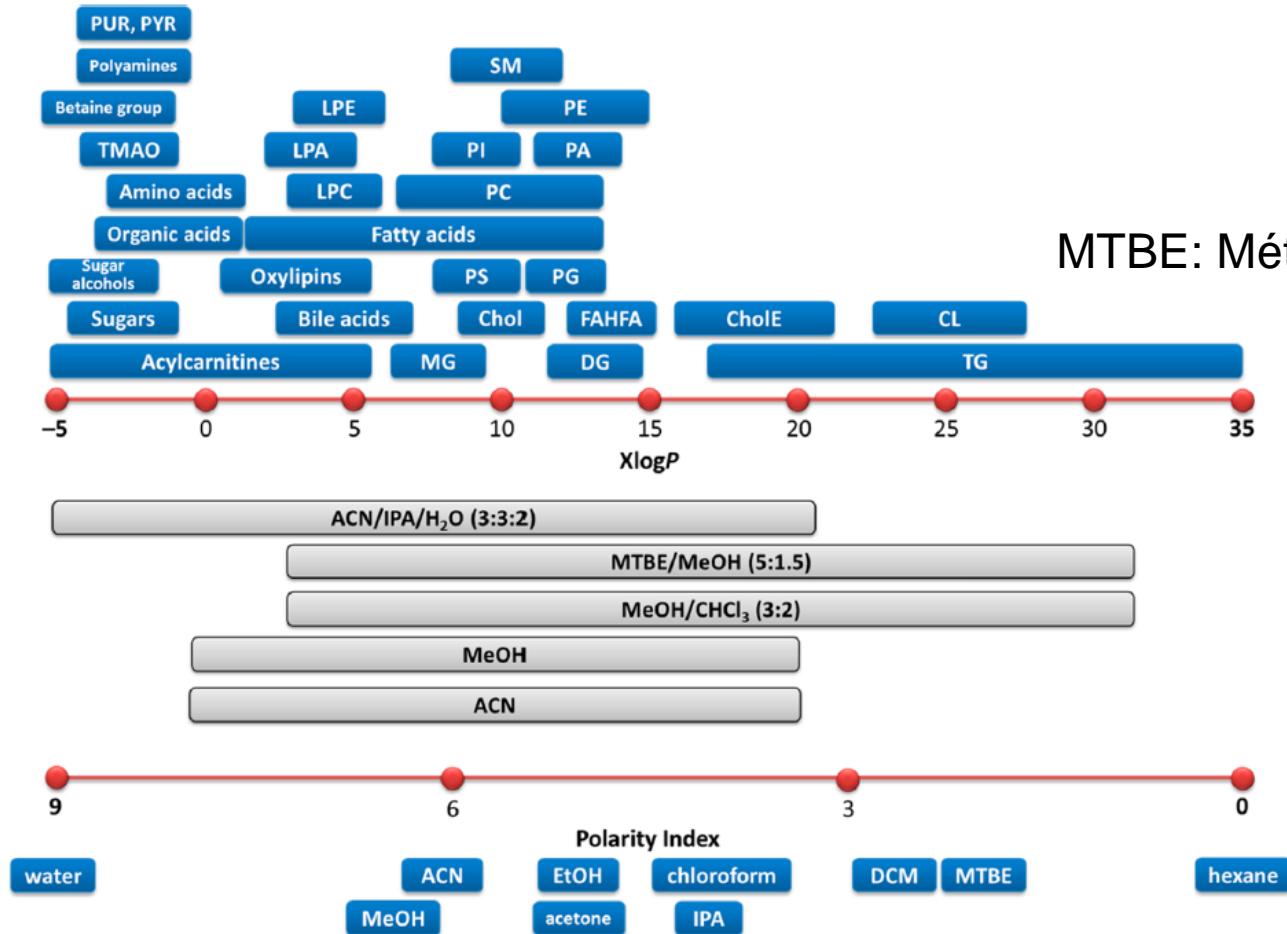 PUR, PYR
Polyamines
SM
Betaine group
LPE
PE
TMAO
LPA
PI
PA
Amino acids
LPC
PC
Organic acids
Fatty acids
MTBE: Mét
Sugar
alcohols
Oxylipins
PS
PG
Sugars
Bile acids
Chol
FAHFA
CholE
CL
Acylcarnitines
MG
DG
TG
–5 0 5 10 15 20 25 30 35
XlogP
ACN/IPA/H₂O (3:3:2)
MTBE/MeOH (5:1.5)
MeOH/CHCl₃ (3:2)
MeOH
ACN
9 6 3 0
Polarity Index
water
ACN
EtOH
chloroform
DCM
MTBE
hexane
MeOH
acetone
IPA